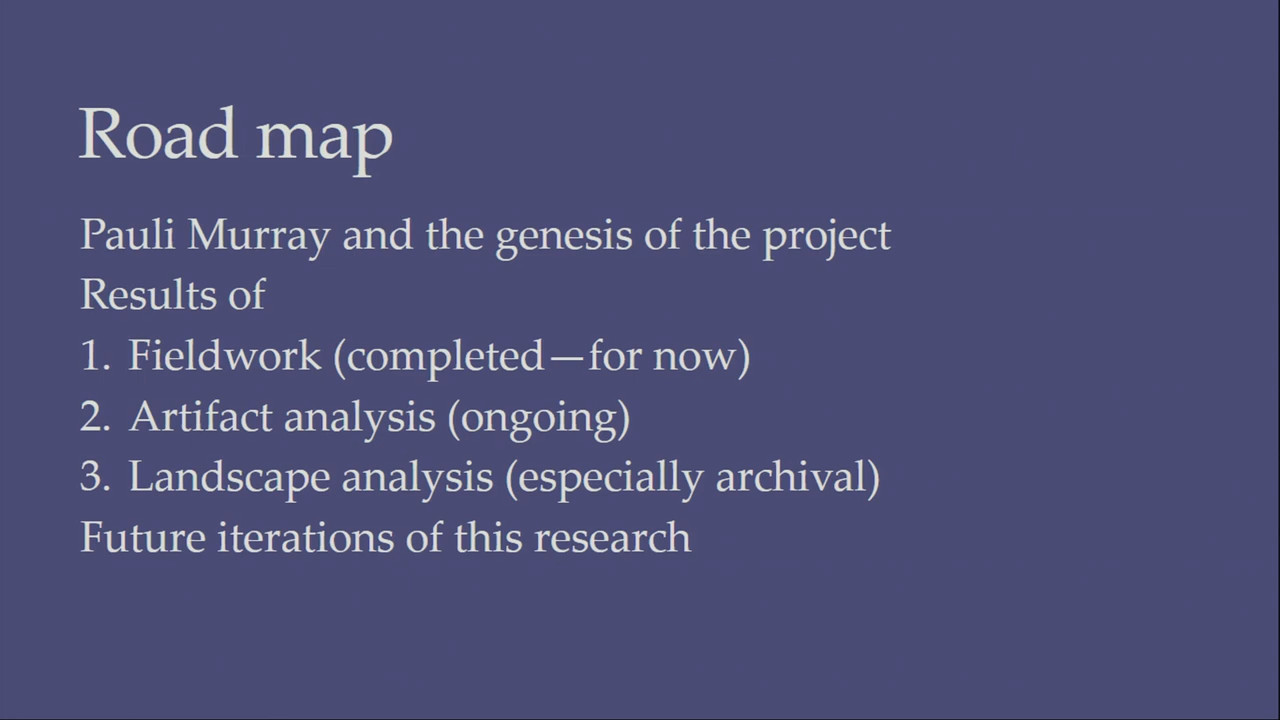 Road map
Pauli Murray and the genesis of the project
Results of
1. Fieldwork (completed—for now)
2. Artifact analysis (ongoing)
3. Landscape analysis (especially archival)
Future iterations of this research